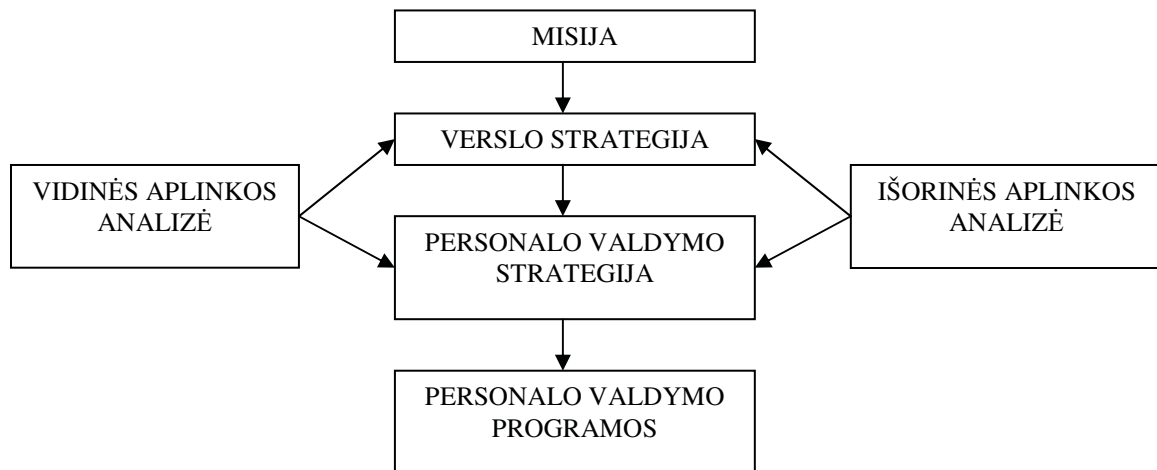 MISIJA
VERSLO STRATEGIJA
VIDINĖS APLINKOS
ANALIZĖ
IŠORINĖS APLINKOS
ANALIZĖ
PERSONALO VALDYMO
STRATEGIJA
PERSONALO VALDYMO
PROGRAMOS